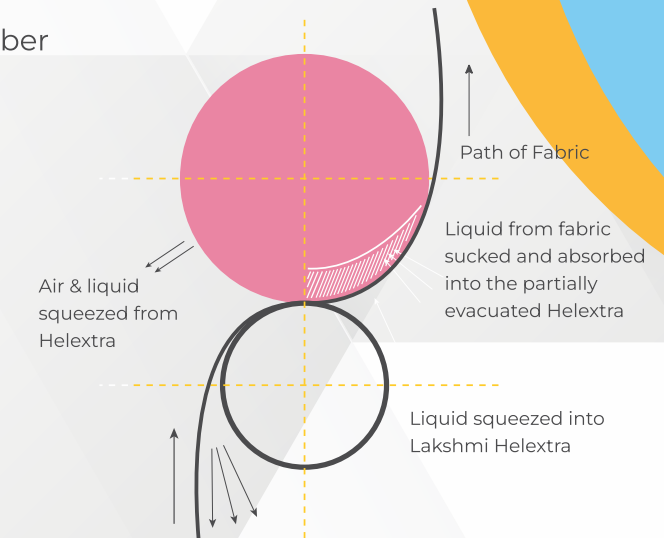 ber
Path of Fabric
Liquid from fabric
sucked and absorbed
into the partially
evacuated Helextra
Air & liquid
squeezed from
Helextra
Liquid squeezed into
Lakshmi Helextra